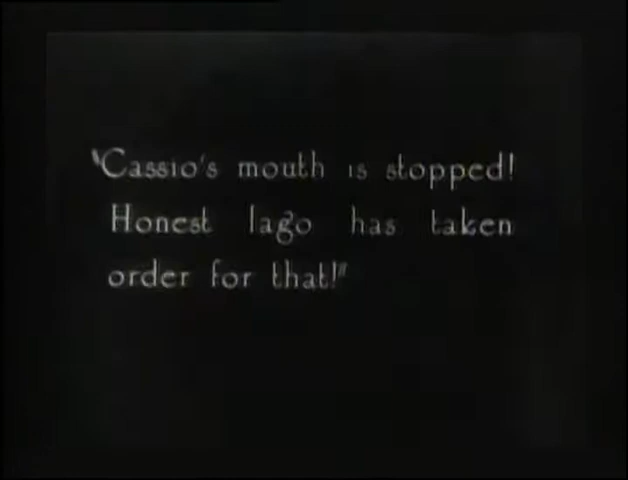 "Cassio's mouth is stopped!
Honest Iago has taken
order for that!"